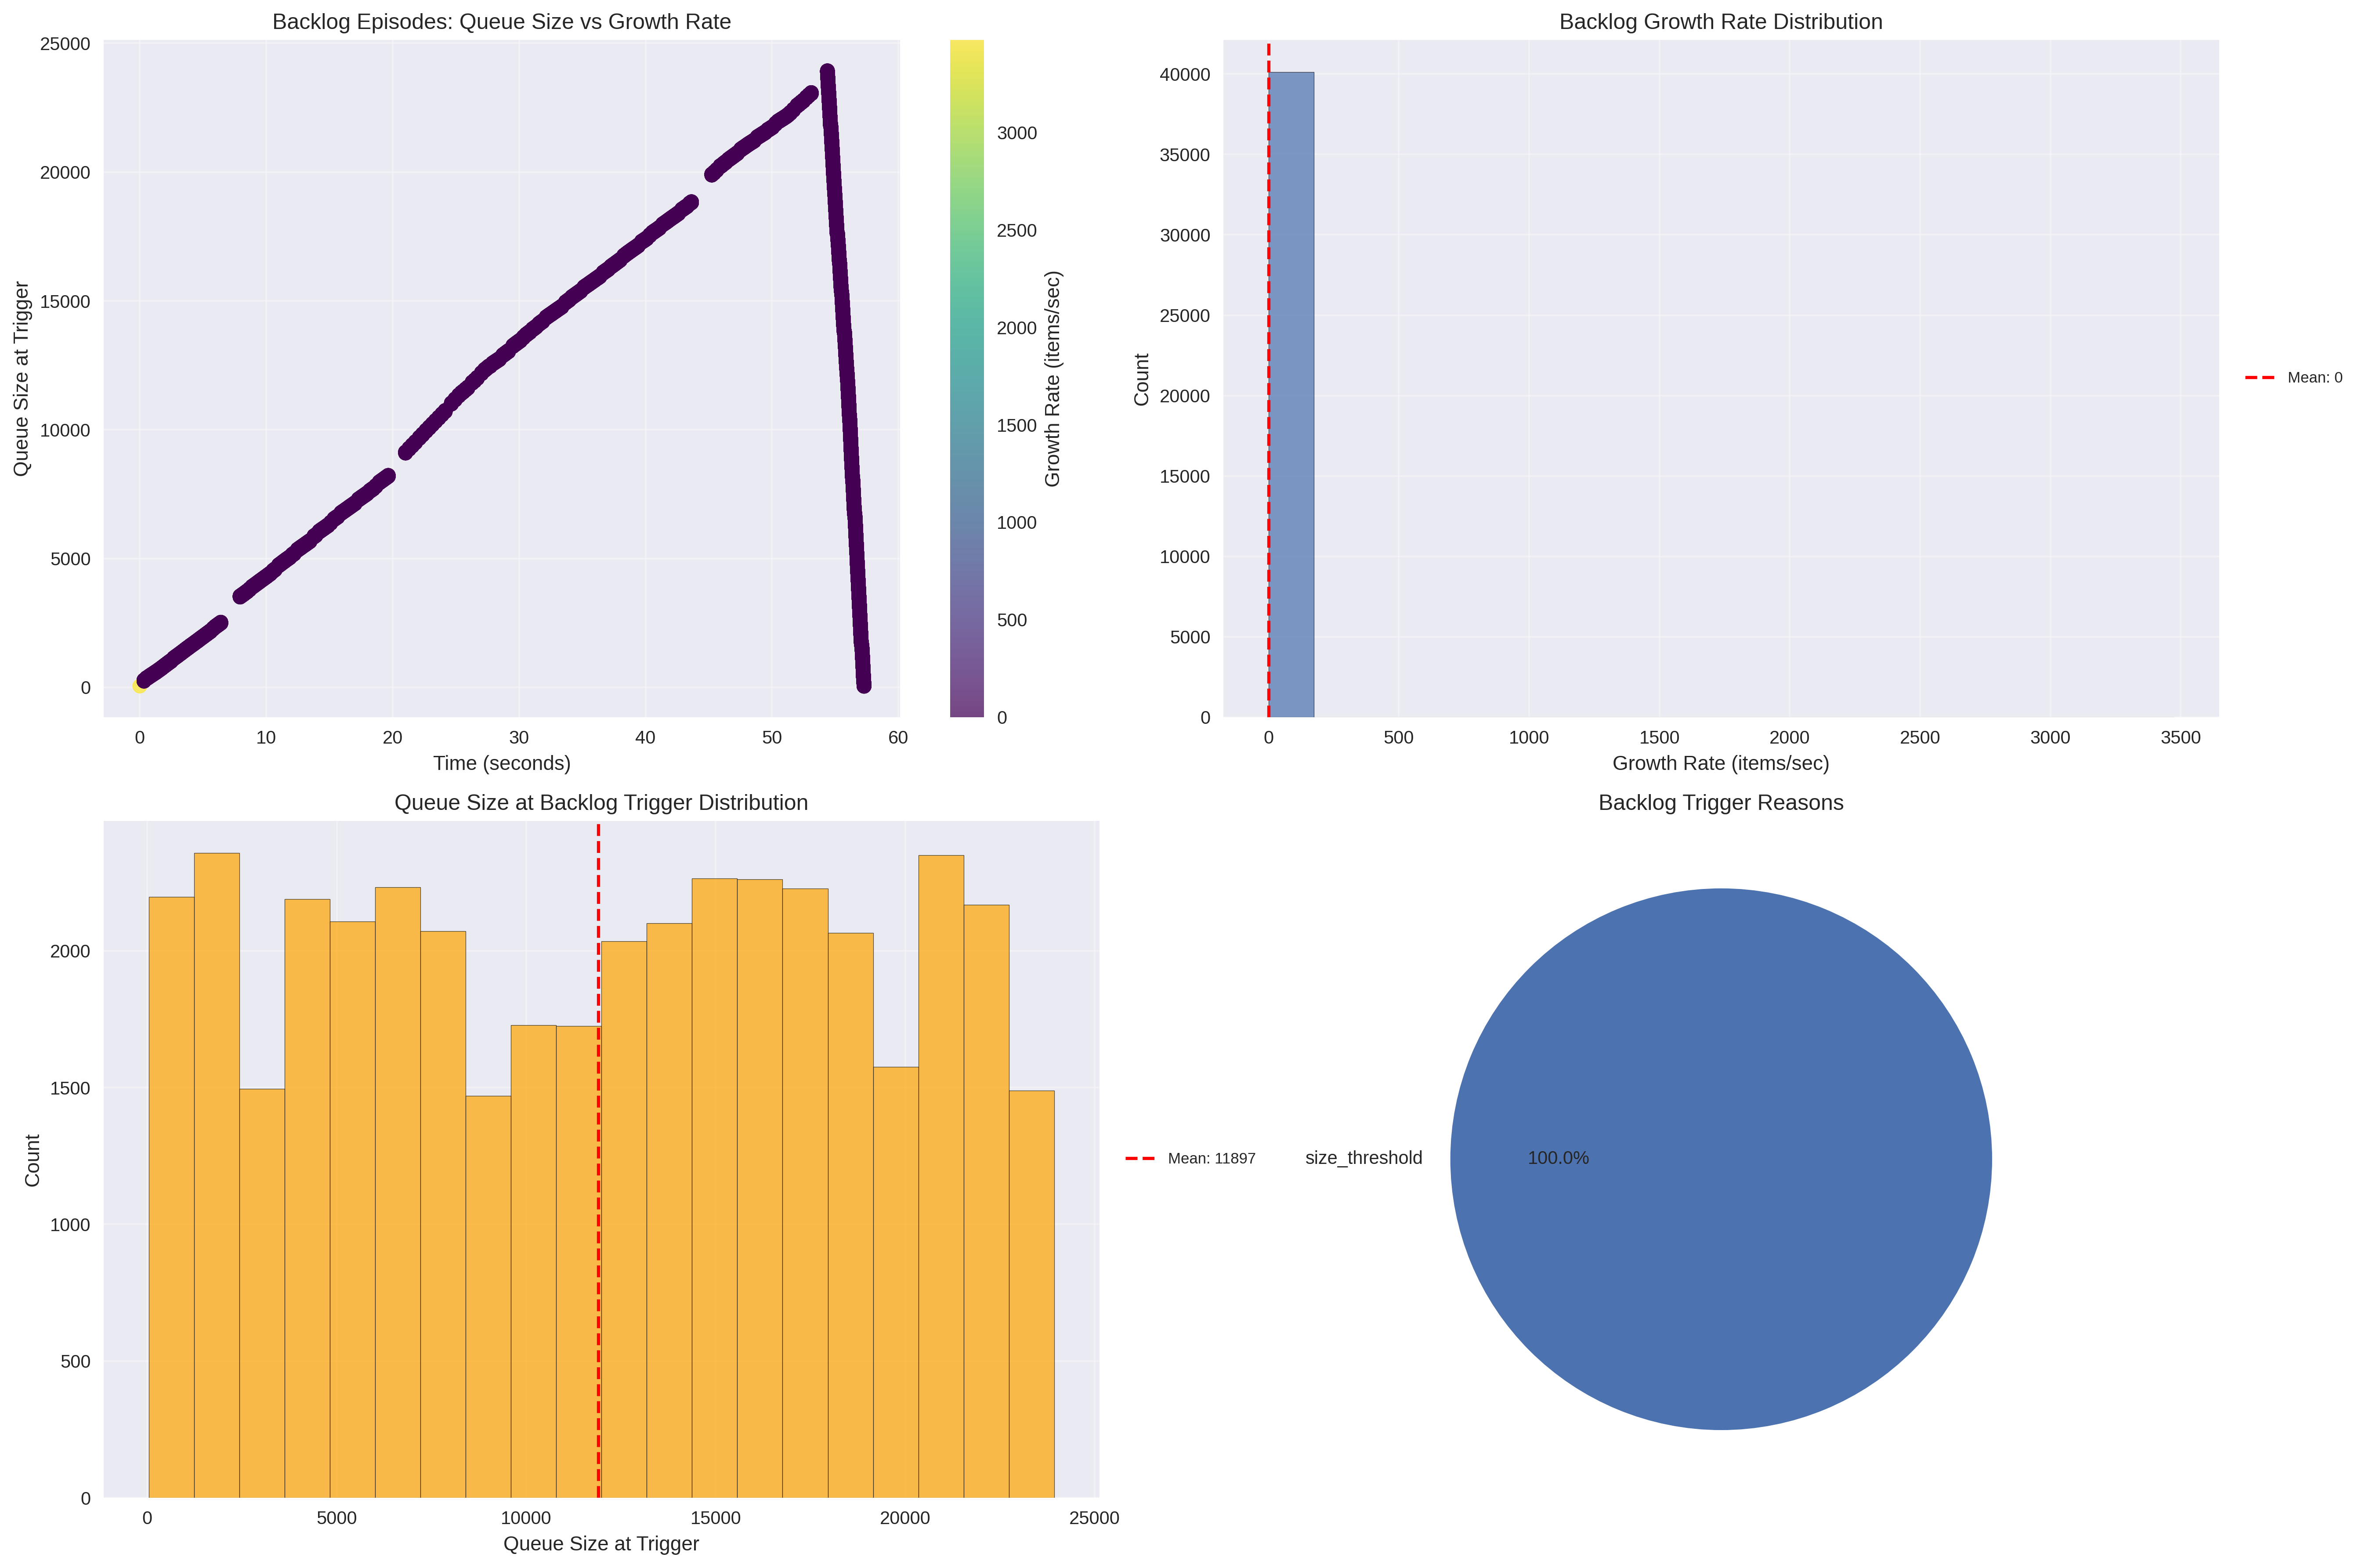 Backlog Episodes: Queue Size vs Growth Rate
25000
20000
15000
10000
5000
0
Queue Size at Trigger
0 10 20 30 40 50 60
Time (seconds)
3000
2500
2000
1500
1000
500
0
Growth Rate (items/sec)
Backlog Growth Rate Distribution
40000
35000
30000
25000
20000
15000
10000
5000
0
Count
0 500 1000 1500 2000 2500 3000 3500
Growth Rate (items/sec)
Mean: 0
Queue Size at Backlog Trigger Distribution
2000
1500
1000
500
0
Count
0 5000 10000 15000 20000 25000
Queue Size at Trigger
Mean: 11897
Backlog Trigger Reasons
size_threshold
100.0%